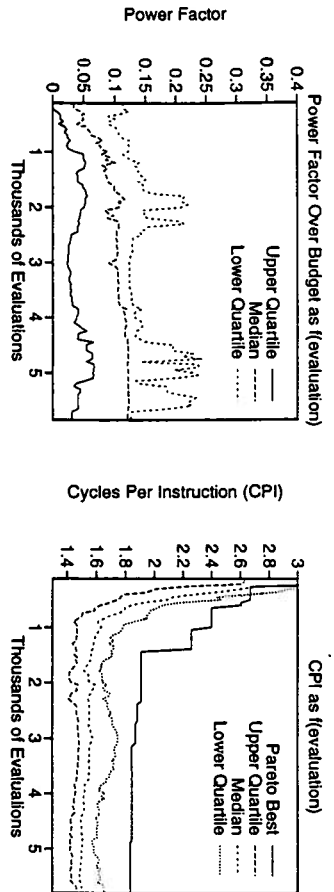 Power Factor Over Budget as f(evaluation)
Power Factor
0.4
0.35
0.3
0.25
0.2
0.15
0.1
0.05
0
Upper Quartile
Median
Lower Quartile
1
2
3
4
5
Thousands of Evaluations
CPI as f(evaluation)
Cycles Per Instruction (CPI)
3
2.8
2.6
2.4
2.2
2
1.8
1.6
1.4
Pareto Best
Upper Quartile
Median
Lower Quartile
1
2
3
4
5
Thousands of Evaluations